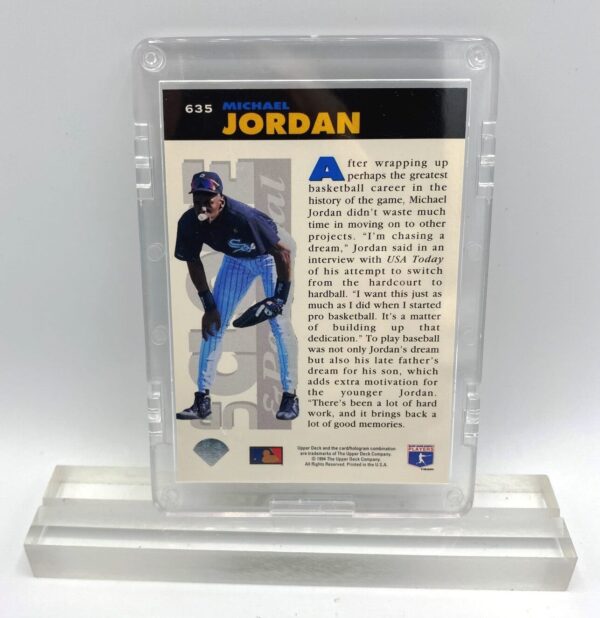 635 MICHAEL
JORDAN
After wrapping up
perhaps the greatest
basketball career in the
history of the game, Michael
Jordan didn't waste much
time in moving on to other
projects. "I'm chasing a
dream," Jordan said in an
interview with USA Today
of his attempt to switch
from the hardcourt to
hardball. "I want this just as
much as I did when I started
pro basketball. It's a matter
of building up that
dedication." To play baseball
was not only Jordan's dream
but also his late father's
dream for his son, which
adds extra motivation for
the younger Jordan.
"There's been a lot of hard
work, and it brings back a
lot of good memories.
Upper Deck and the card/hologram combination
are trademarks of The Upper Deck Company.
© 1994 The Upper Deck Company.
All Rights Reserved. Printed in the U.S.A.
PLAYERS